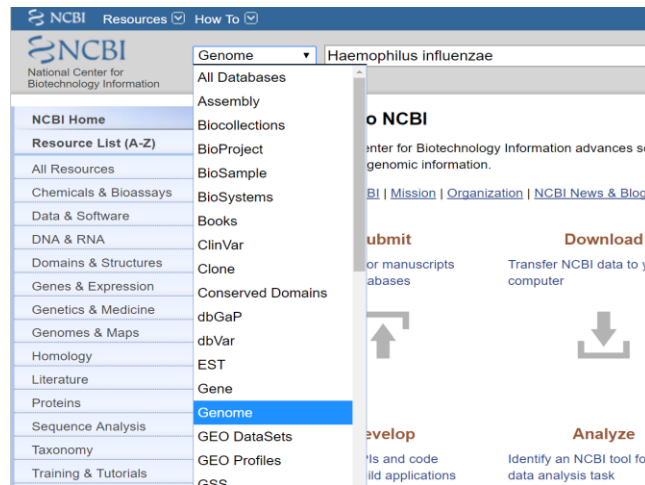 NCBI Resources How To
NCBI
National Center for
Biotechnology Information
Genome
Haemophilus influenzae
NCBI Home
Resource List (A-Z)
All Resources
Chemicals & Bioassays
Data & Software
DNA & RNA
Domains & Structures
Genes & Expression
Genetics & Medicine
Genomes & Maps
Homology
Literature
Proteins
Sequence Analysis
Taxonomy
Training & Tutorials
All Databases
Assembly
Biocollections
BioProject
BioSample
BioSystems
Books
ClinVar
Clone
Conserved Domains
dbGaP
dbVar
EST
Gene
Genome
GEO DataSets
GEO Profiles
GSS
o NCBI
enter for Biotechnology Information advances s
genomic information.
BI | Mission | Organization | NCBI News & Blog
ubmit
or manuscripts
abases
Download
Transfer NCBI data to y
computer
evelop
Is and code
ild applications
Analyze
Identify an NCBI tool fo
data analysis task